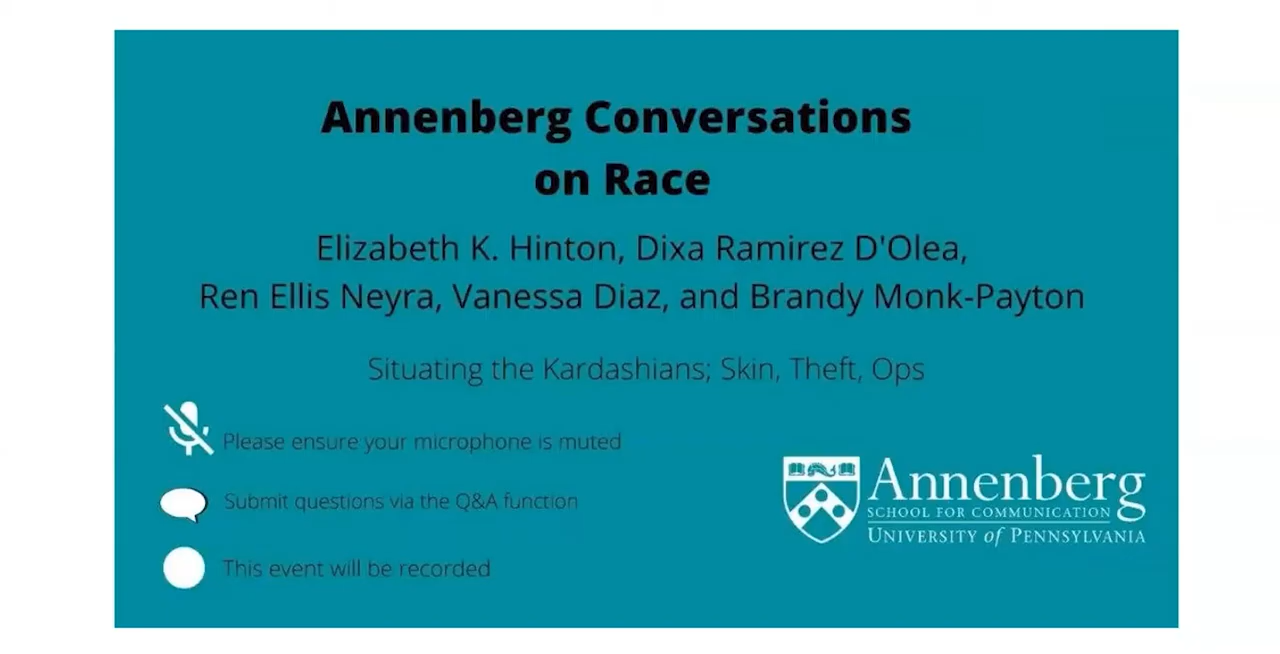 Annenberg Conversations
on Race
Elizabeth K. Hinton, Dixa Ramirez D'Olea,
Ren Ellis Neyra, Vanessa Diaz, and Brandy Monk-Payton
Situating the Kardashians; Skin, Theft, Ops
Please ensure your microphone is muted
Submit questions via the Q&A function
This event will be recorded
Annenberg
SCHOOL FOR COMMUNICATION
UNIVERSITY of PENNSYLVANIA